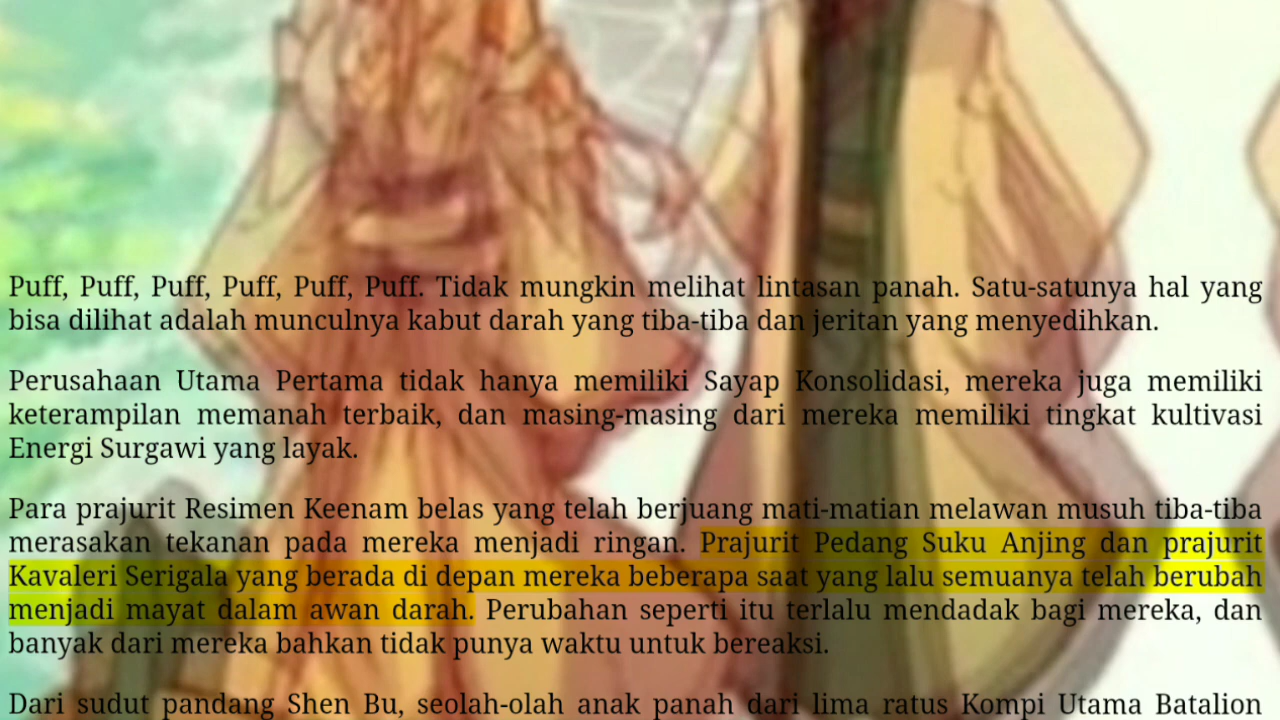 Puff, Puff, Puff, Puff, Puff, Puff. Tidak mungkin melihat lintasan panah. Satu-satunya hal yang
bisa dilihat adalah munculnya kabut darah yang tiba-tiba dan jeritan yang menyedihkan.
Perusahaan Utama Pertama tidak hanya memiliki Sayap Konsolidasi, mereka juga memiliki
keterampilan memanah terbaik, dan masing-masing dari mereka memiliki tingkat kultivasi
Energi Surgawi yang layak.
Para prajurit Resimen Keenam belas yang telah berjuang mati-matian melawan musuh tiba-tiba
merasakan tekanan pada mereka menjadi ringan. Prajurit Pedang Suku Anjing dan prajurit
Kavaleri Serigala yang berada di depan mereka beberapa saat yang lalu semuanya telah berubah
menjadi mayat dalam awan darah. Perubahan seperti itu terlalu mendadak bagi mereka, dan
banyak dari mereka bahkan tidak punya waktu untuk bereaksi.
Dari sudut pandang Shen Bu, seolah-olah anak panah dari lima ratus Kompi Utama Batalion